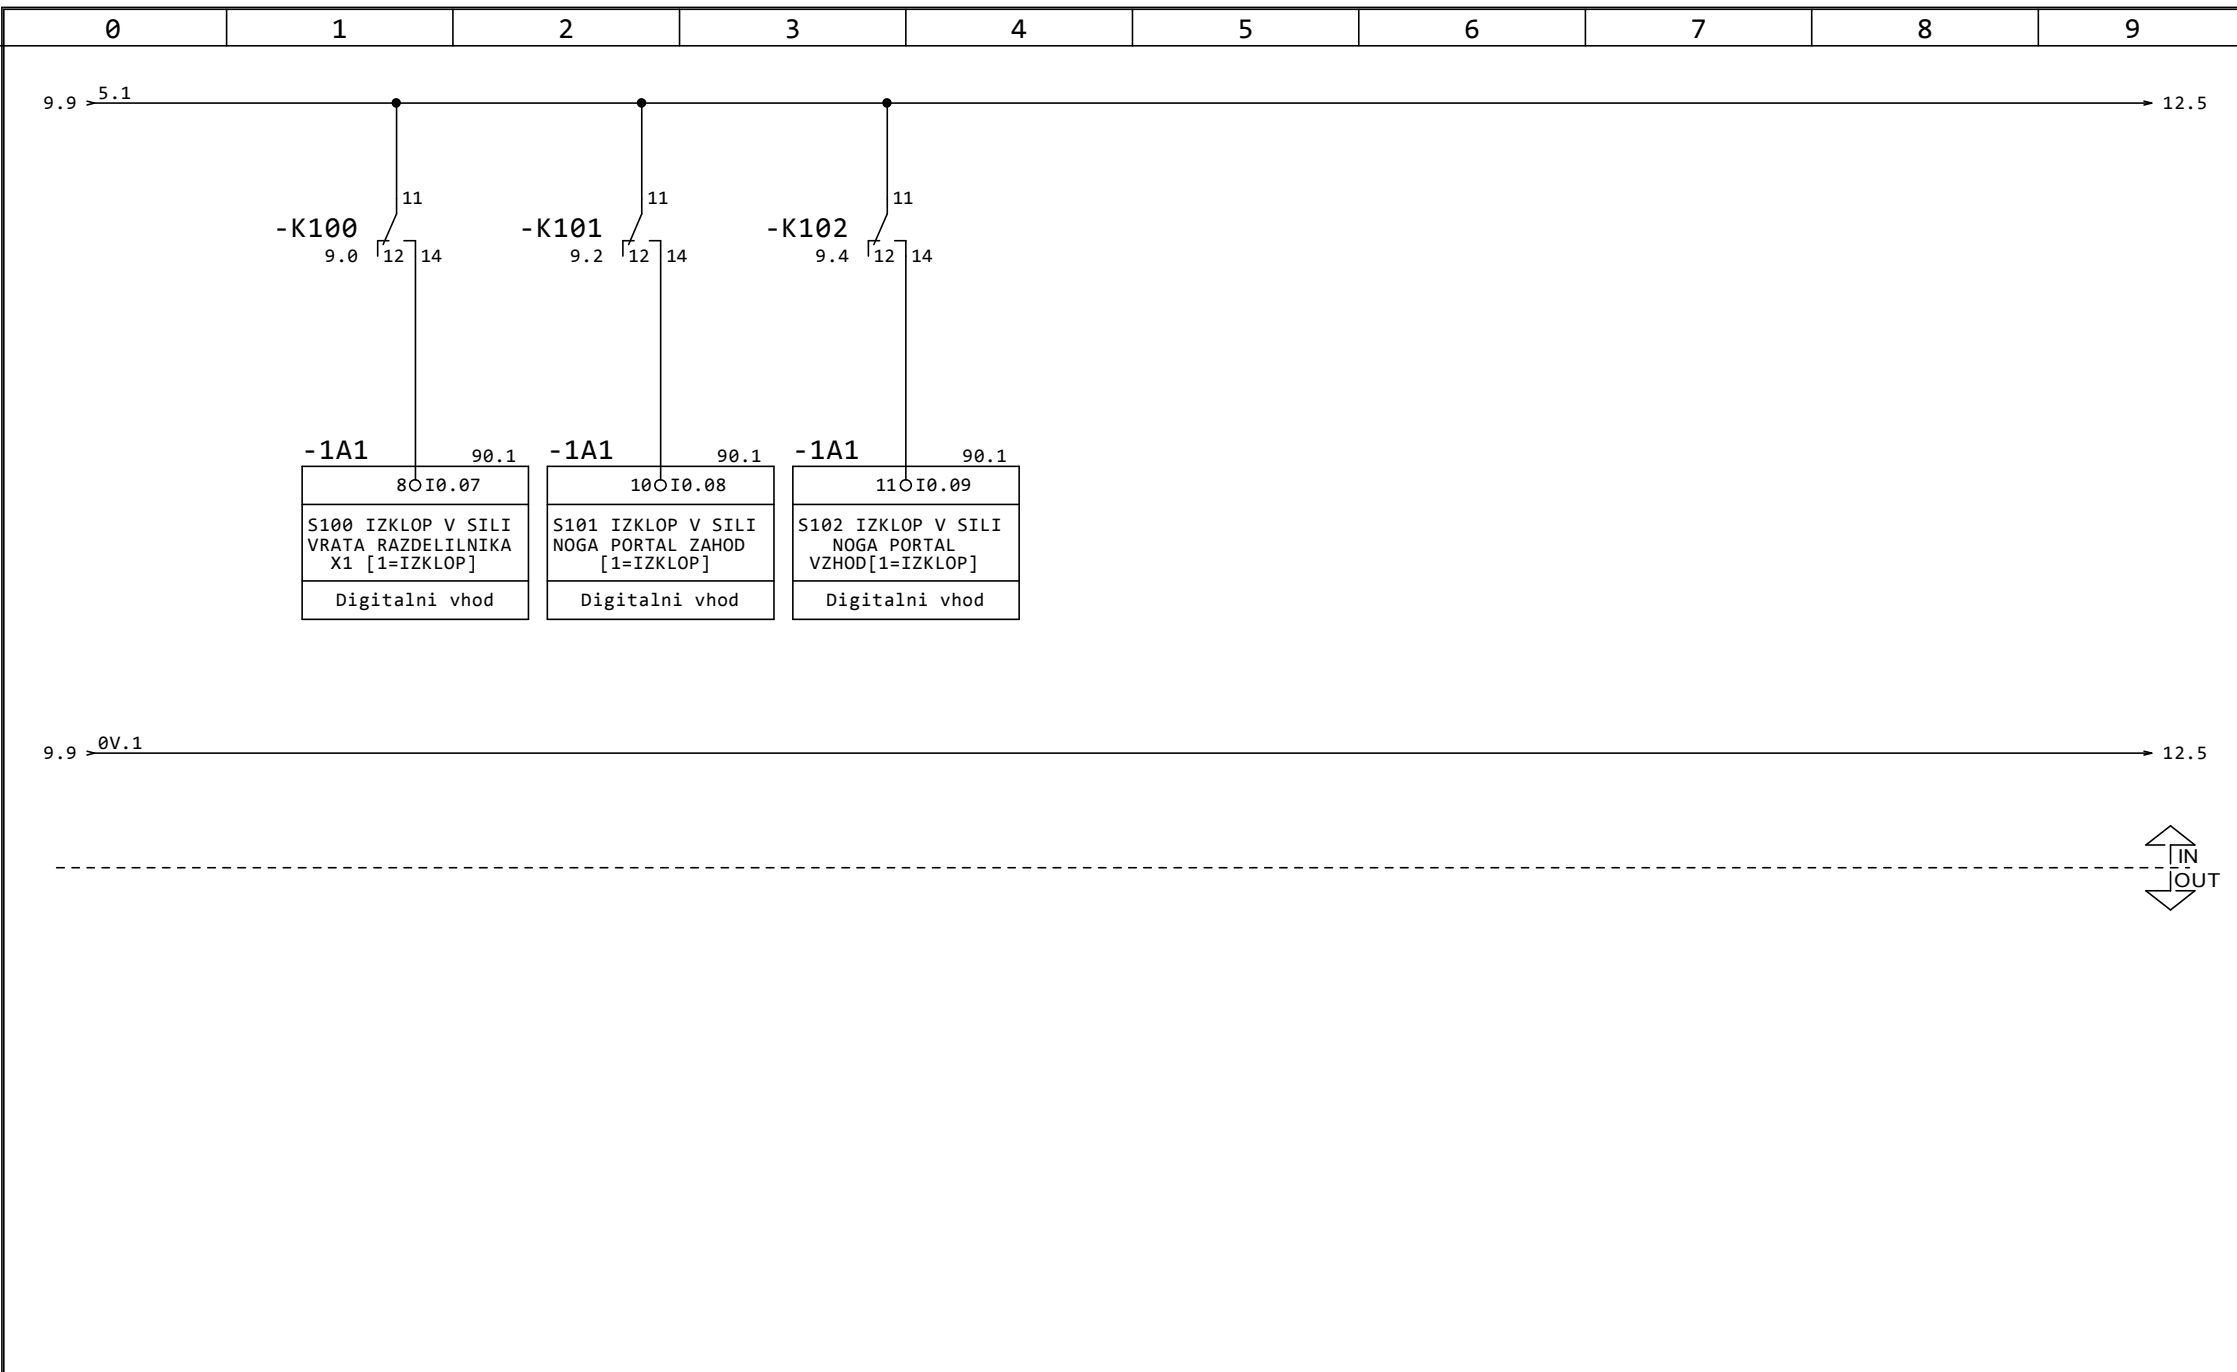 0 1 2 3 4 5 6 7 8 9
9.9 5.1 12.5
11 11 11
-K100 -K101 -K102
9.0 12 14 9.2 12 14 9.4 12 14
-1A1 90.1 -1A1 90.1 -1A1 90.1
8 I0.07 10 I0.08 11 I0.09
S100 IZKLOP V SILI
VRATA RAZDELILNIKA
X1 [1=IZKLOP]
Digitalni vhod
S101 IZKLOP V SILI
NOGA PORTAL ZAHOD
[1=IZKLOP]
Digitalni vhod
S102 IZKLOP V SILI
NOGA PORTAL
VZHOD[1=IZKLOP]
Digitalni vhod
9.9 0V.1 12.5
IN
OUT